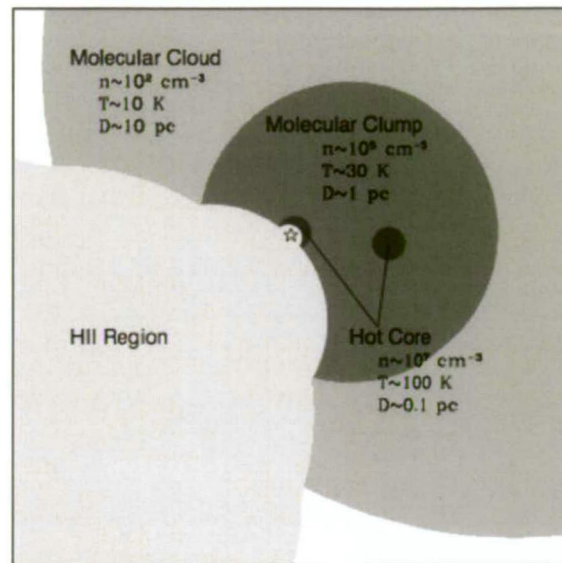 Molecular Cloud
n~10² cm⁻³
T~10 K
D~10 pc
Molecular Clump
n~10⁵ cm⁻³
T~30 K
D~1 pc
HII Region
Hot Core
n~10⁷ cm⁻³
T~100 K
D~0.1 pc